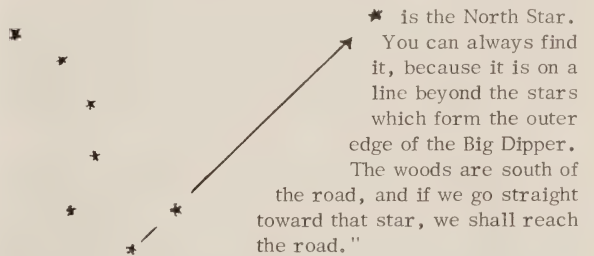 is the North Star.
You can always find
it, because it is on a
line beyond the stars
which form the outer
edge of the Big Dipper.
The woods are south of
the road, and if we go straight
toward that star, we shall reach
the road."